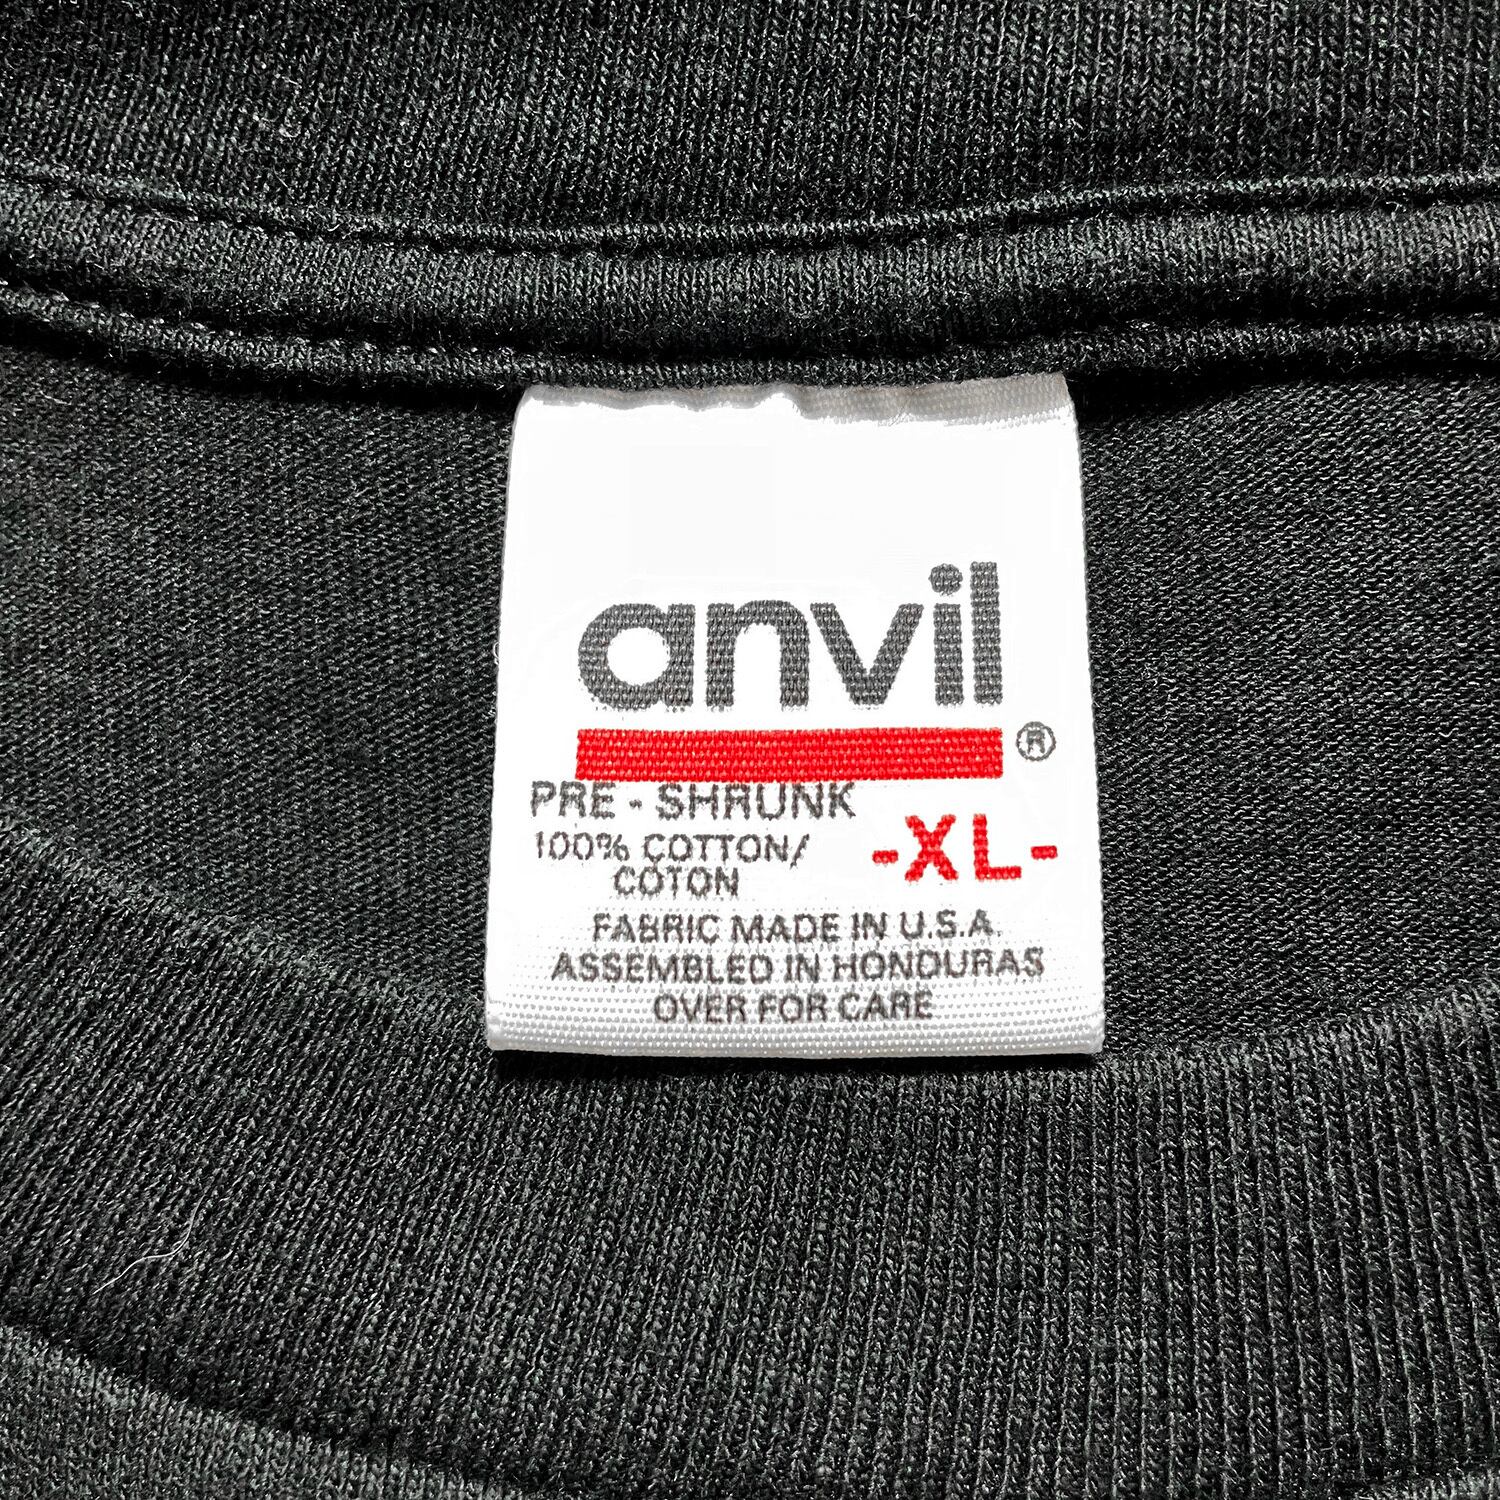 anvil
®
PRE - SHRUNK
100% COTTON/
COTON
-XL-
FABRIC MADE IN U.S.A.
ASSEMBLED IN HONDURAS
OVER FOR CARE